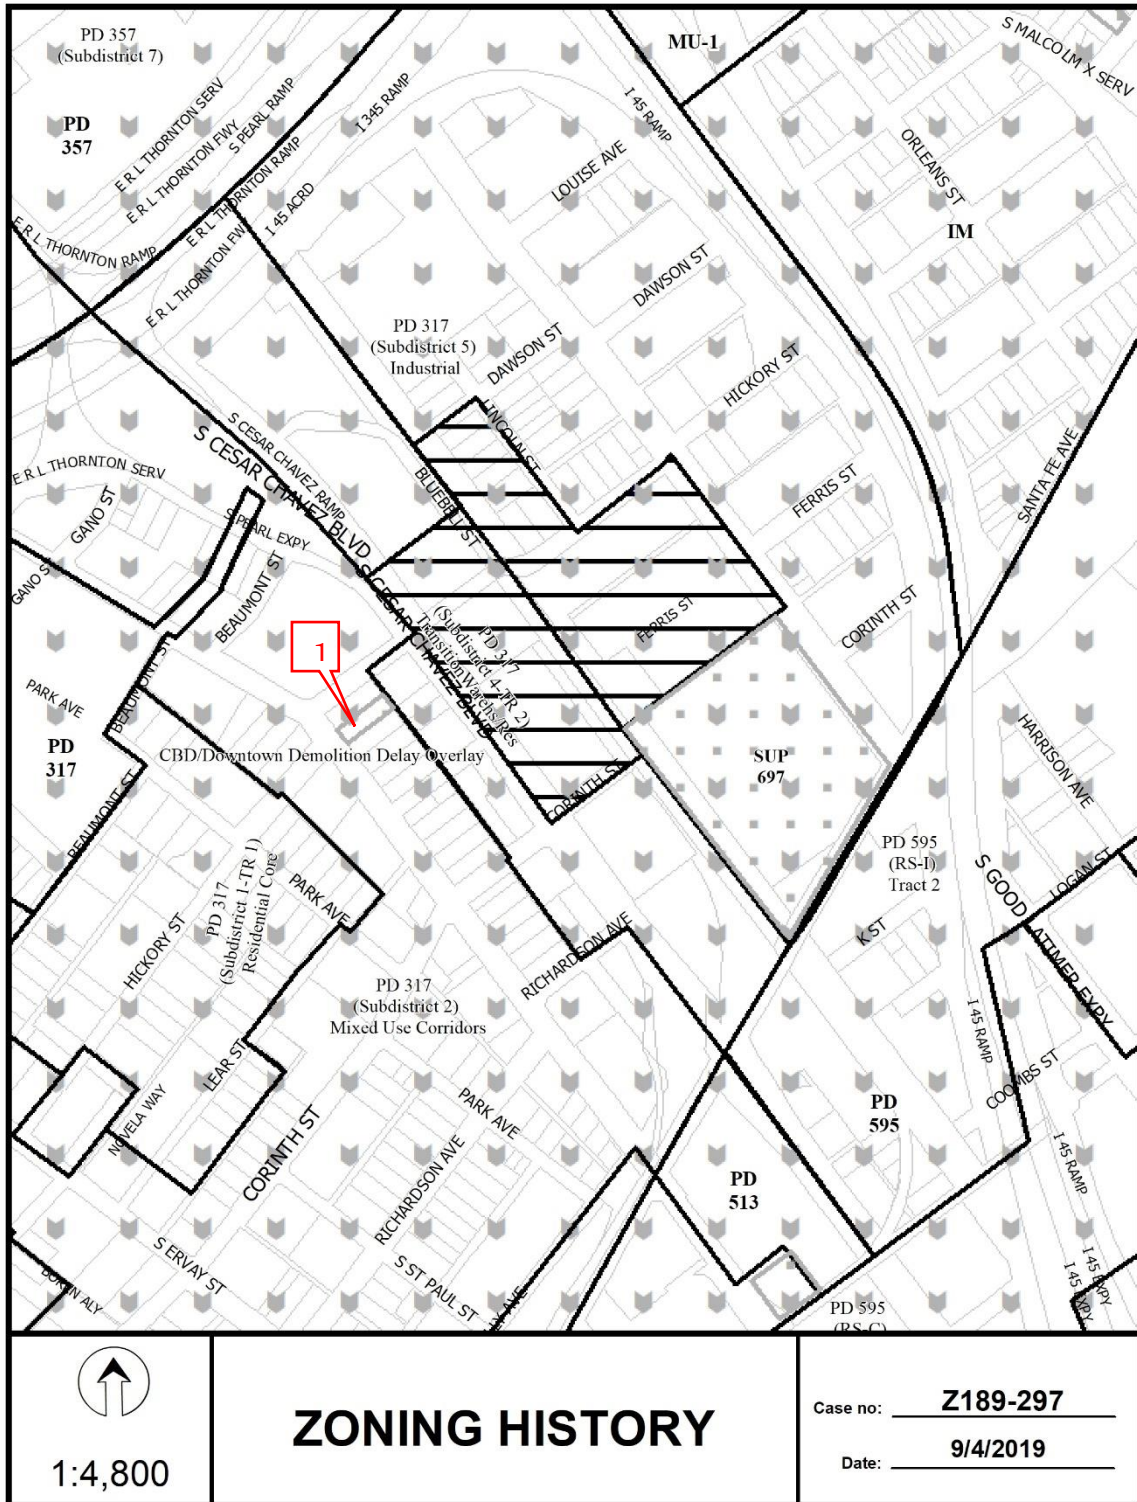 PD 357
(Subdistrict 7)
MU-1
S MALCOLM X SERV
PD
357
E R L THORNTON SERV
E R L THORNTON FWY
S PEARL RAMP
I 345 RAMP
I 45 RAMP
ORLEANS ST
LOUISE AVE
E R L THORNTON RAMP
I 45 ACRD
E R L THORNTON RAMP
E R L THORNTON FWY
IM
DAWSON ST
PD 317
(Subdistrict 5)
Industrial
DAWSON ST
HICKORY ST
LINCOLN ST
S CESAR CHAVEZ RAMP
S CESAR CHAVEZ BLVD
E R L THORNTON SERV
GANO ST
BLUEBELL ST
FERRIS ST
SANTA FE AVE
S PEARL EXPY
GANO ST
BEAUMONT ST
S CESAR CHAVEZ BLVD
PD 317
(Subdistrict 4-TR 2)
TransitionWarehs/Res
FERRIS ST
CORINTH ST
1
PARK AVE
BEAUMONT ST
HARRISON AVE
PD
317
CBD/Downtown Demolition Delay Overlay
SUP
697
BEAUMONT ST
CORINTH ST
PD 595
(RS-I)
Tract 2
S GOOD LATIMER EXPY
LOGAN ST
PD 317
(Subdistrict 1-TR 1)
Residential Core
PARK AVE
HICKORY ST
RICHARDSON AVE
K ST
PD 317
(Subdistrict 2)
Mixed Use Corridors
I 45 RAMP
LEAR ST
COOMBS ST
NOVELA WAY
PARK AVE
PD
595
CORINTH ST
RICHARDSON AVE
I 45 RAMP
PD
513
S ERVAY ST
S ST PAUL ST
I 45 EXPY
I 45 EXPY
ALY
LY AVE
PD 595
(RS-C)
1:4,800
ZONING HISTORY
Case no: Z189-297
Date: 9/4/2019